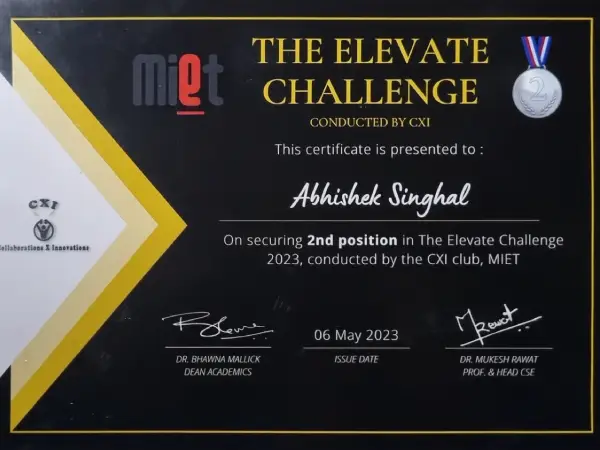 miet
THE ELEVATE
CHALLENGE
CONDUCTED BY CXI
2
This certificate is presented to :
Abhishek Singhal
CXI
ollaborations X Innovations
On securing 2nd position in The Elevate Challenge
2023, conducted by the CXI club, MIET
06 May 2023
DR. BHAWNA MALLICK
DEAN ACADEMICS
ISSUE DATE
DR. MUKESH RAWAT
PROF. & HEAD CSE